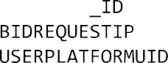 _ID
BIDREQUESTIP
USERPLATFORMUID